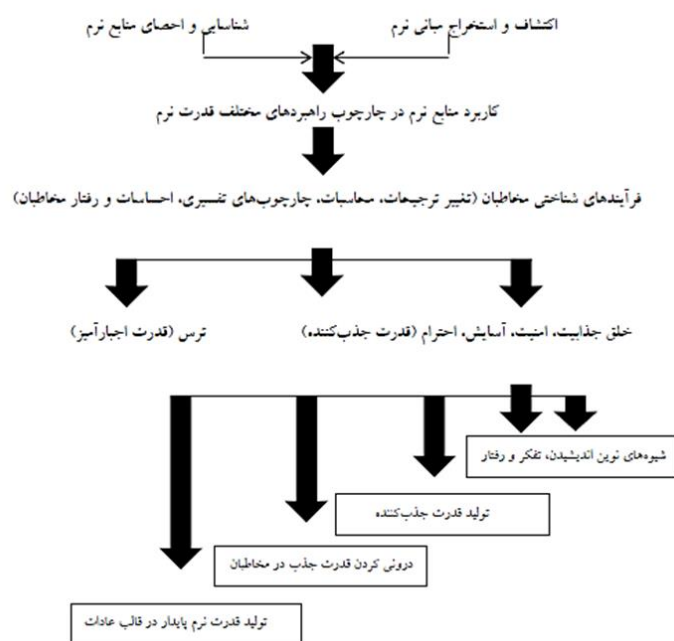 اکتشاف و استخراج مبانی نرم
شناسایی و احصای منابع نرم
کاربرد منابع نرم در چارچوب راهبردهای مختلف قدرت نرم
فرآیندهای شناختی مخاطبان (تغییر ترجیحات، محاسبات، چارچوب‌های تفسیری، احساسات و رفتار مخاطبان)
خلق جذابیت، امنیت، آسایش، احترام (قدرت جذب‌کننده)
ترس (قدرت اجبارآمیز)
شیوه‌های نوین اندیشیدن، تفکر و رفتار
تولید قدرت جذب‌کننده
درونی کردن قدرت جذب در مخاطبان
تولید قدرت نرم پایدار در قالب عادات